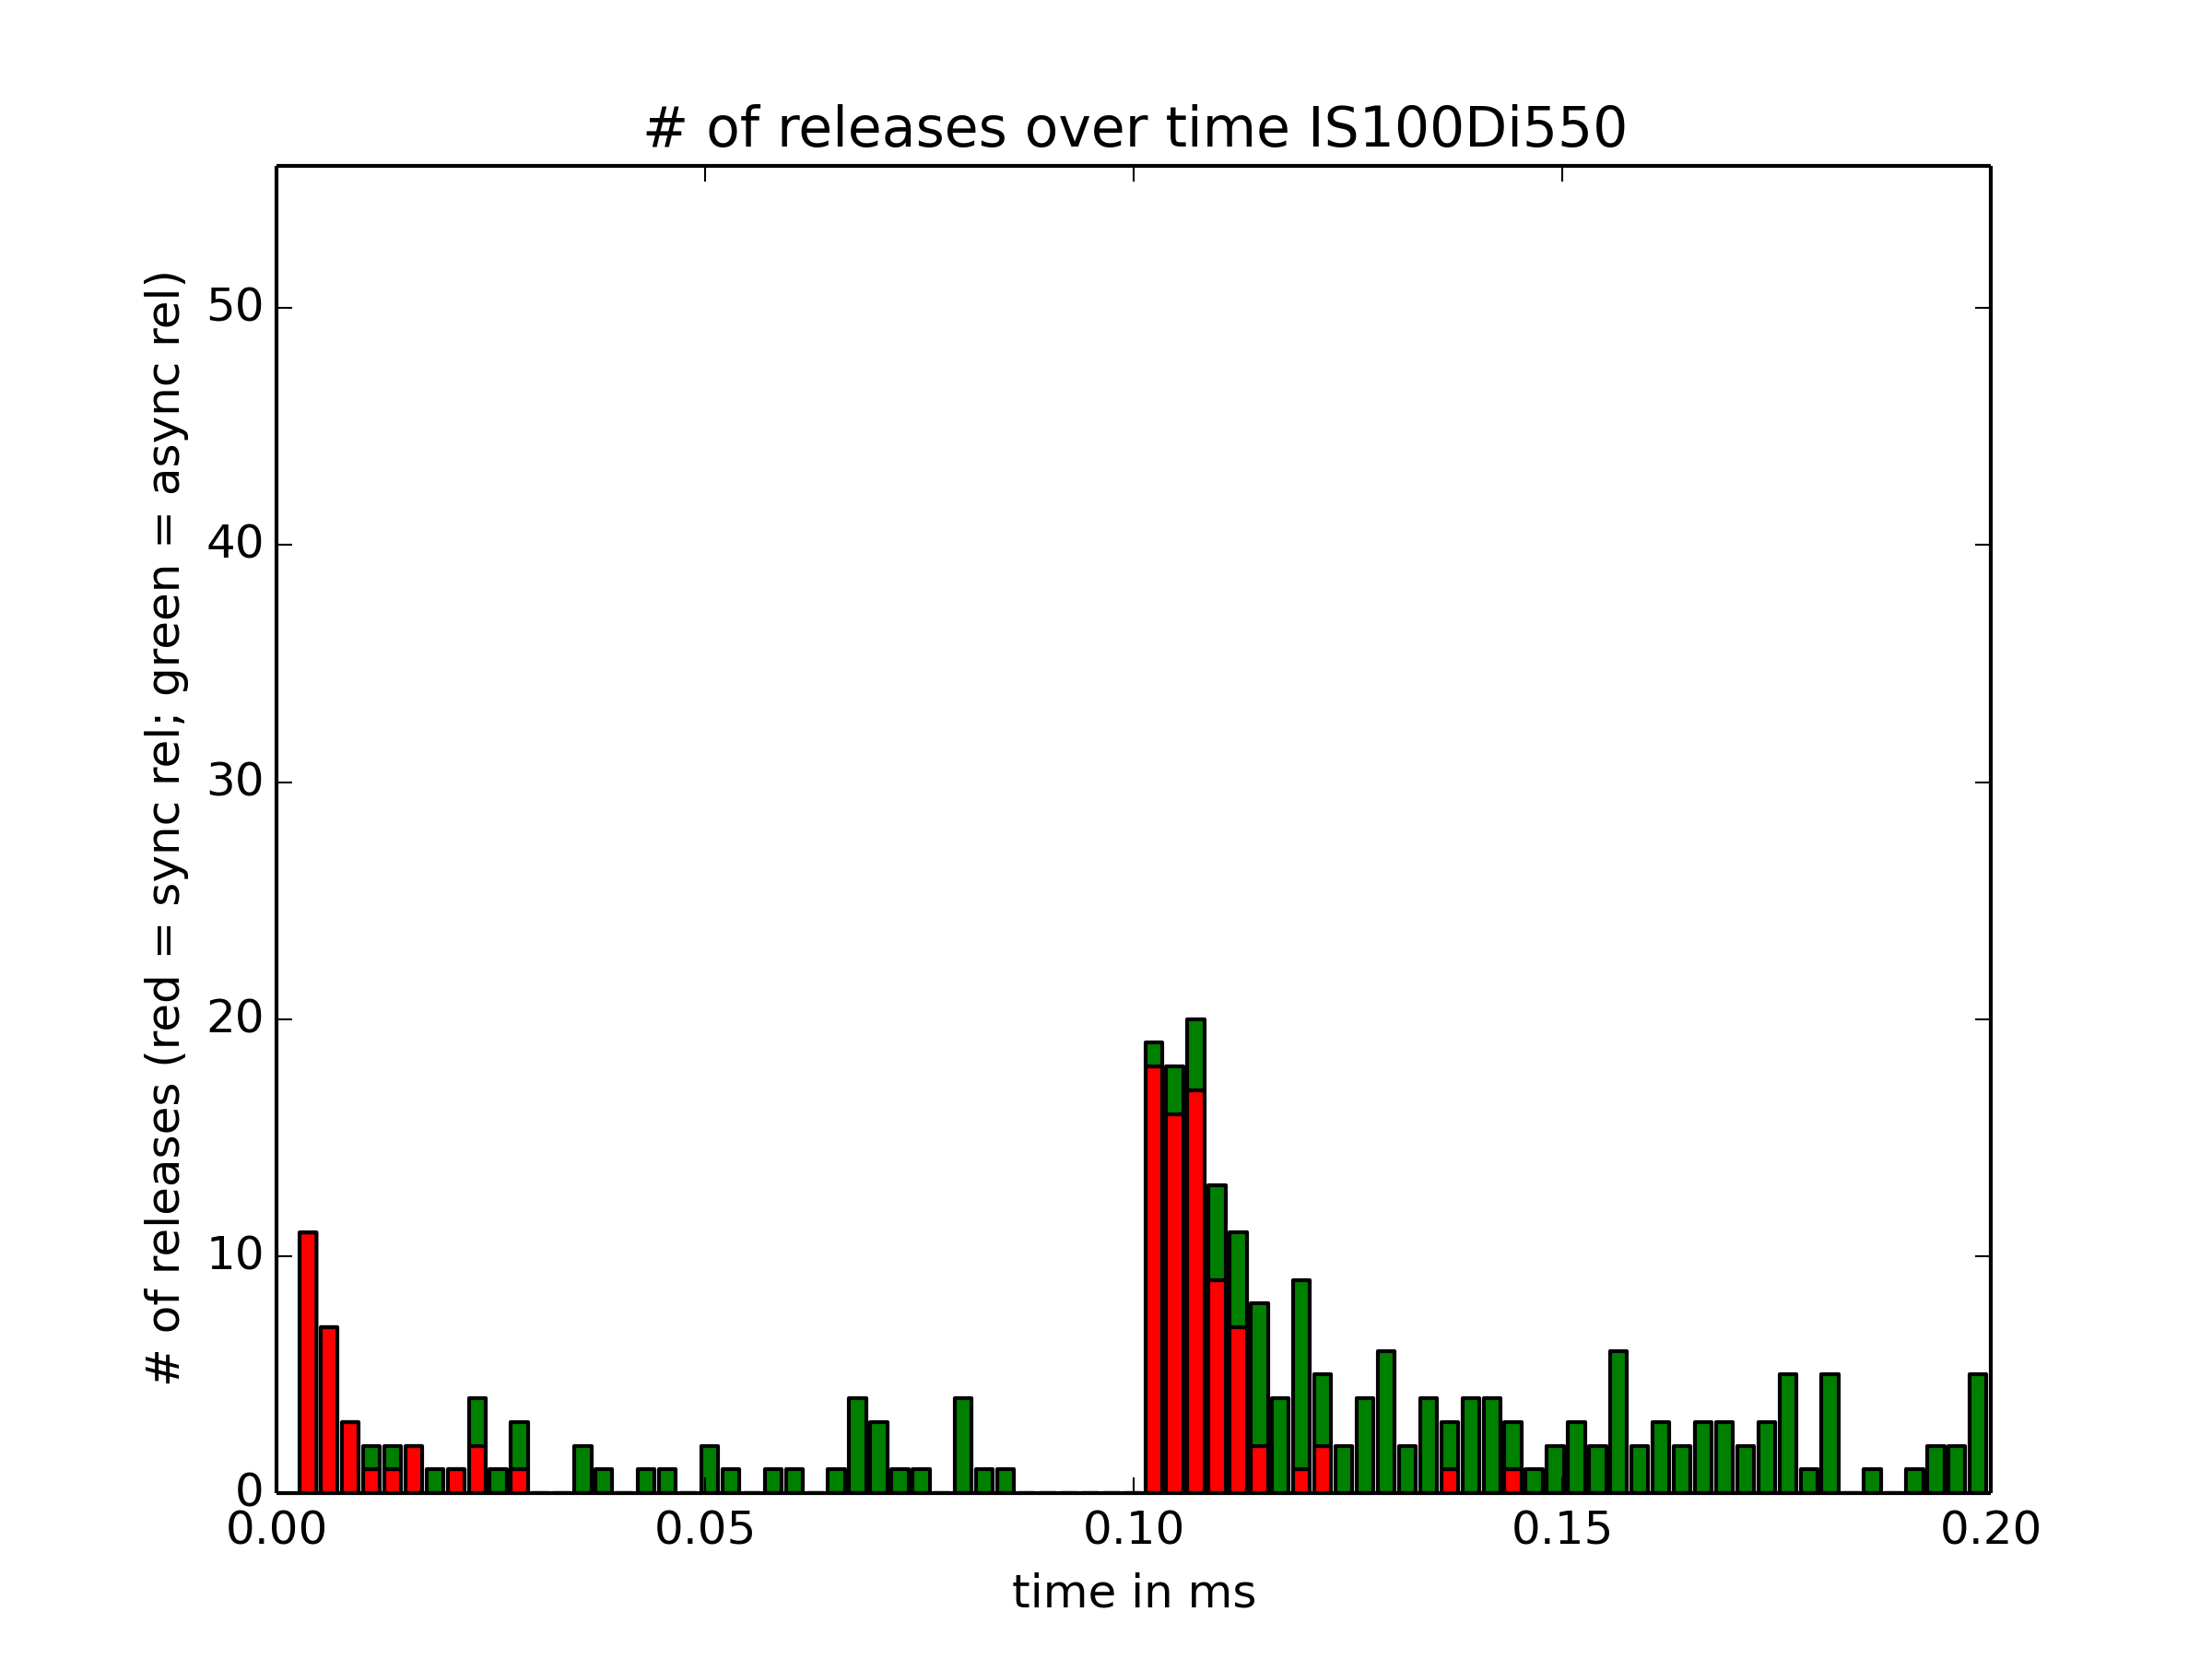 # of releases over time IS100Di550
# of releases (red = sync rel; green = async rel)
50
40
30
20
10
0
0.00 0.05 0.10 0.15 0.20
time in ms